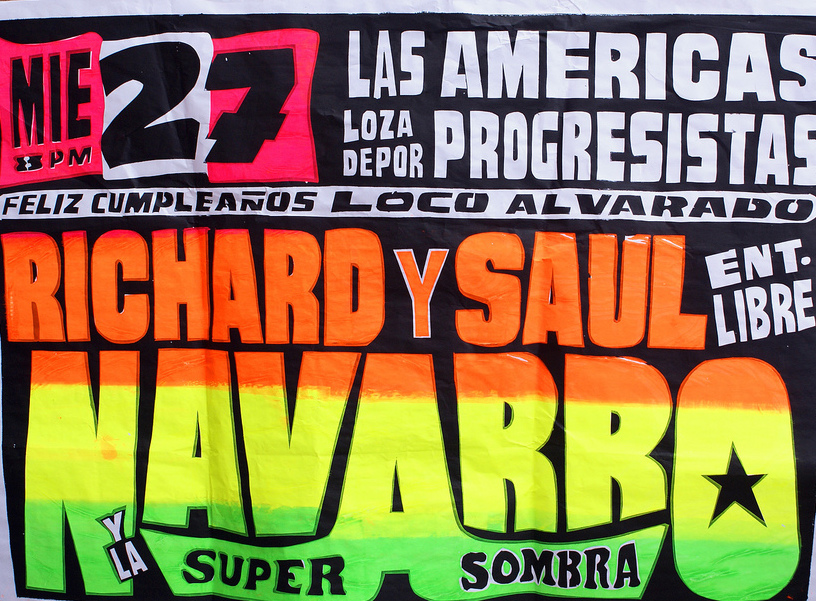 MIE 27
8 PM
LAS AMERICAS
LOZA DEPOR PROGRESISTAS
FELIZ CUMPLEAÑOS LOCO ALVARADO
RICHARD Y SAUL
ENT. LIBRE
NAVARRO
Y LA SUPER SOMBRA